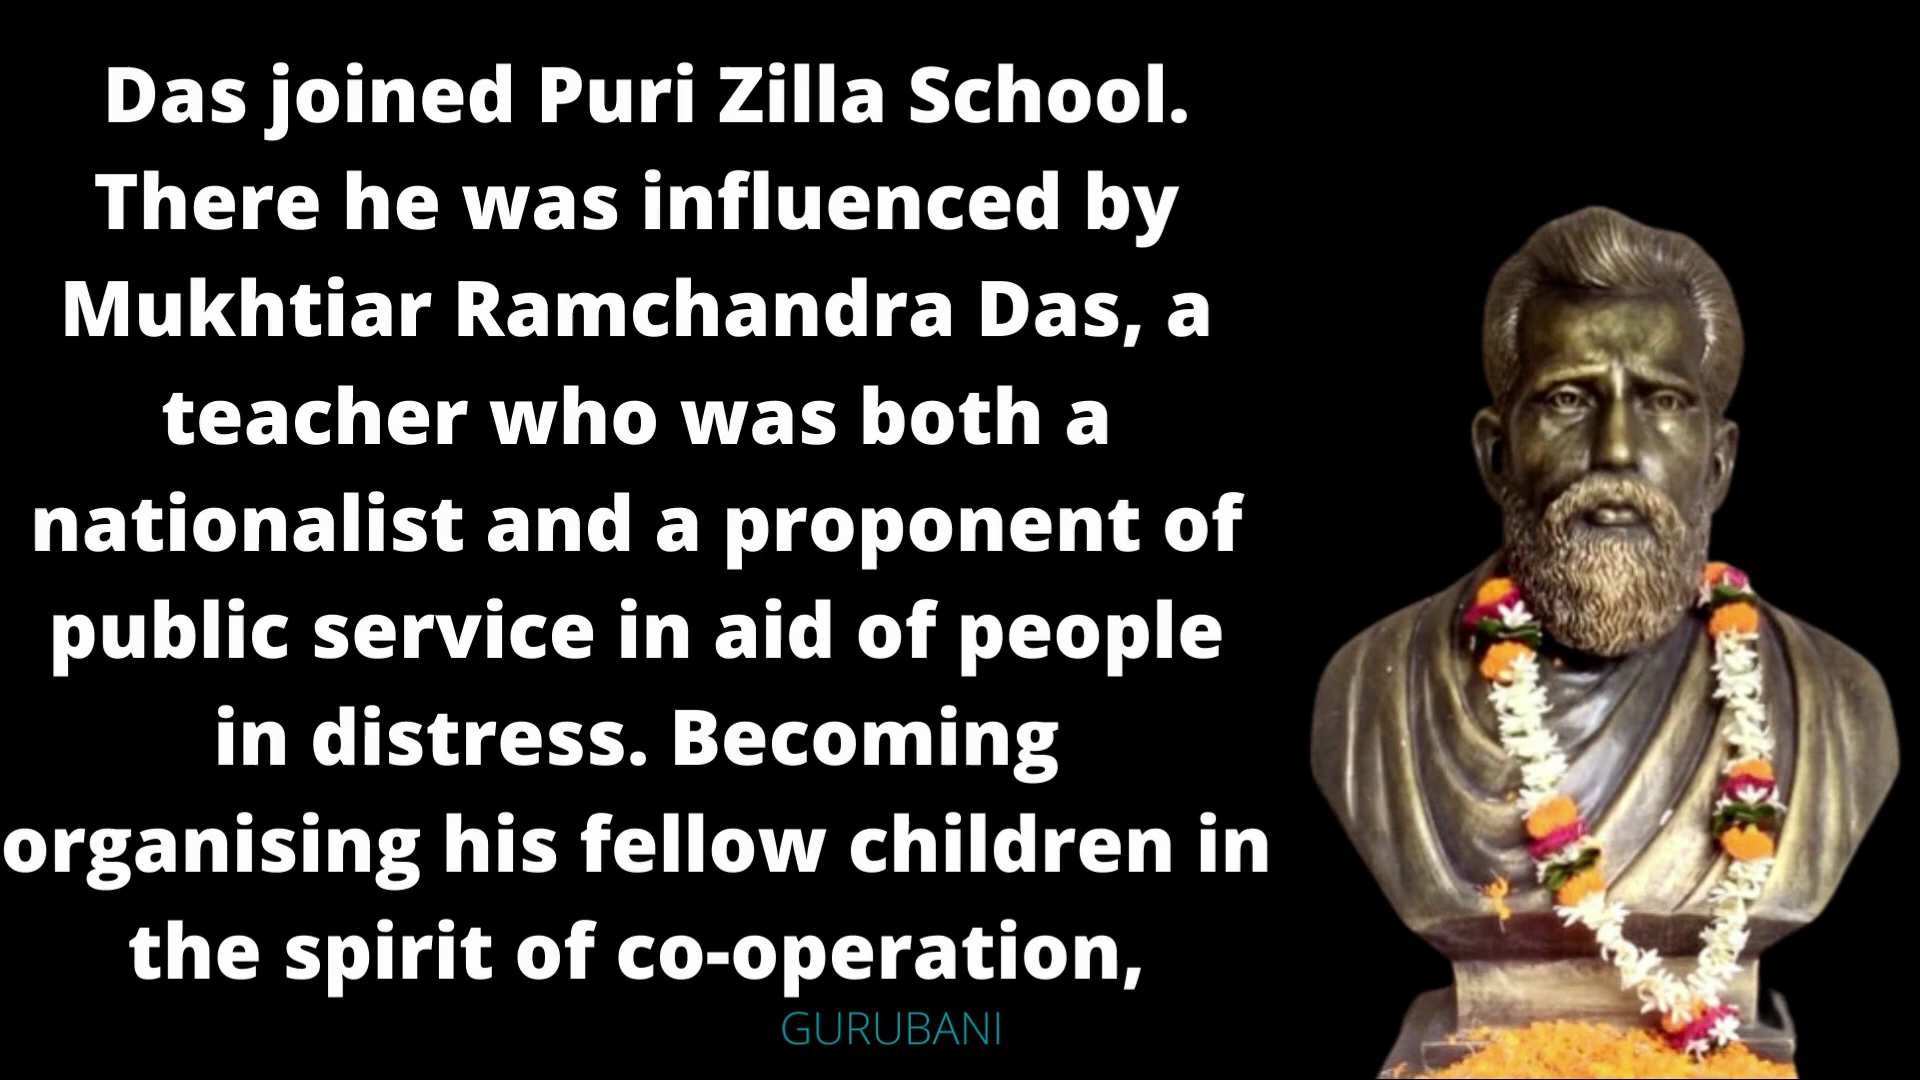 Das joined Puri Zilla School.
There he was influenced by
Mukhtiar Ramchandra Das, a
teacher who was both a
nationalist and a proponent of
public service in aid of people
in distress. Becoming
organising his fellow children in
the spirit of co-operation,
GURUBANI